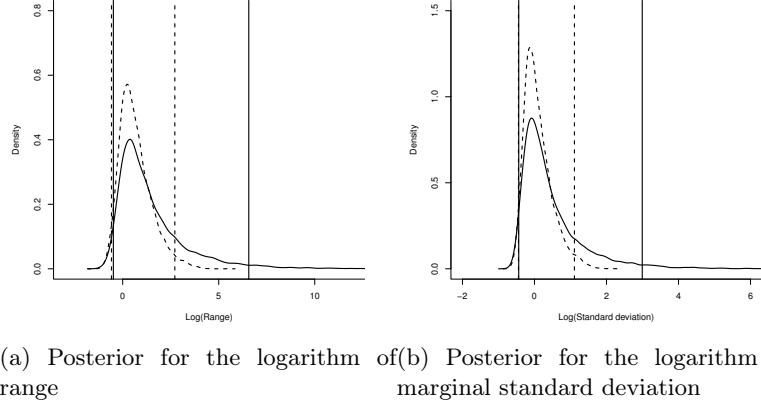 0.8
0.6
0.4
0.2
0.0
Density
0 5 10
Log(Range)
1.5
1.0
0.5
0.0
Density
−2 0 2 4 6
Log(Standard deviation)
(a) Posterior for the logarithm of
range
(b) Posterior for the logarithm
marginal standard deviation